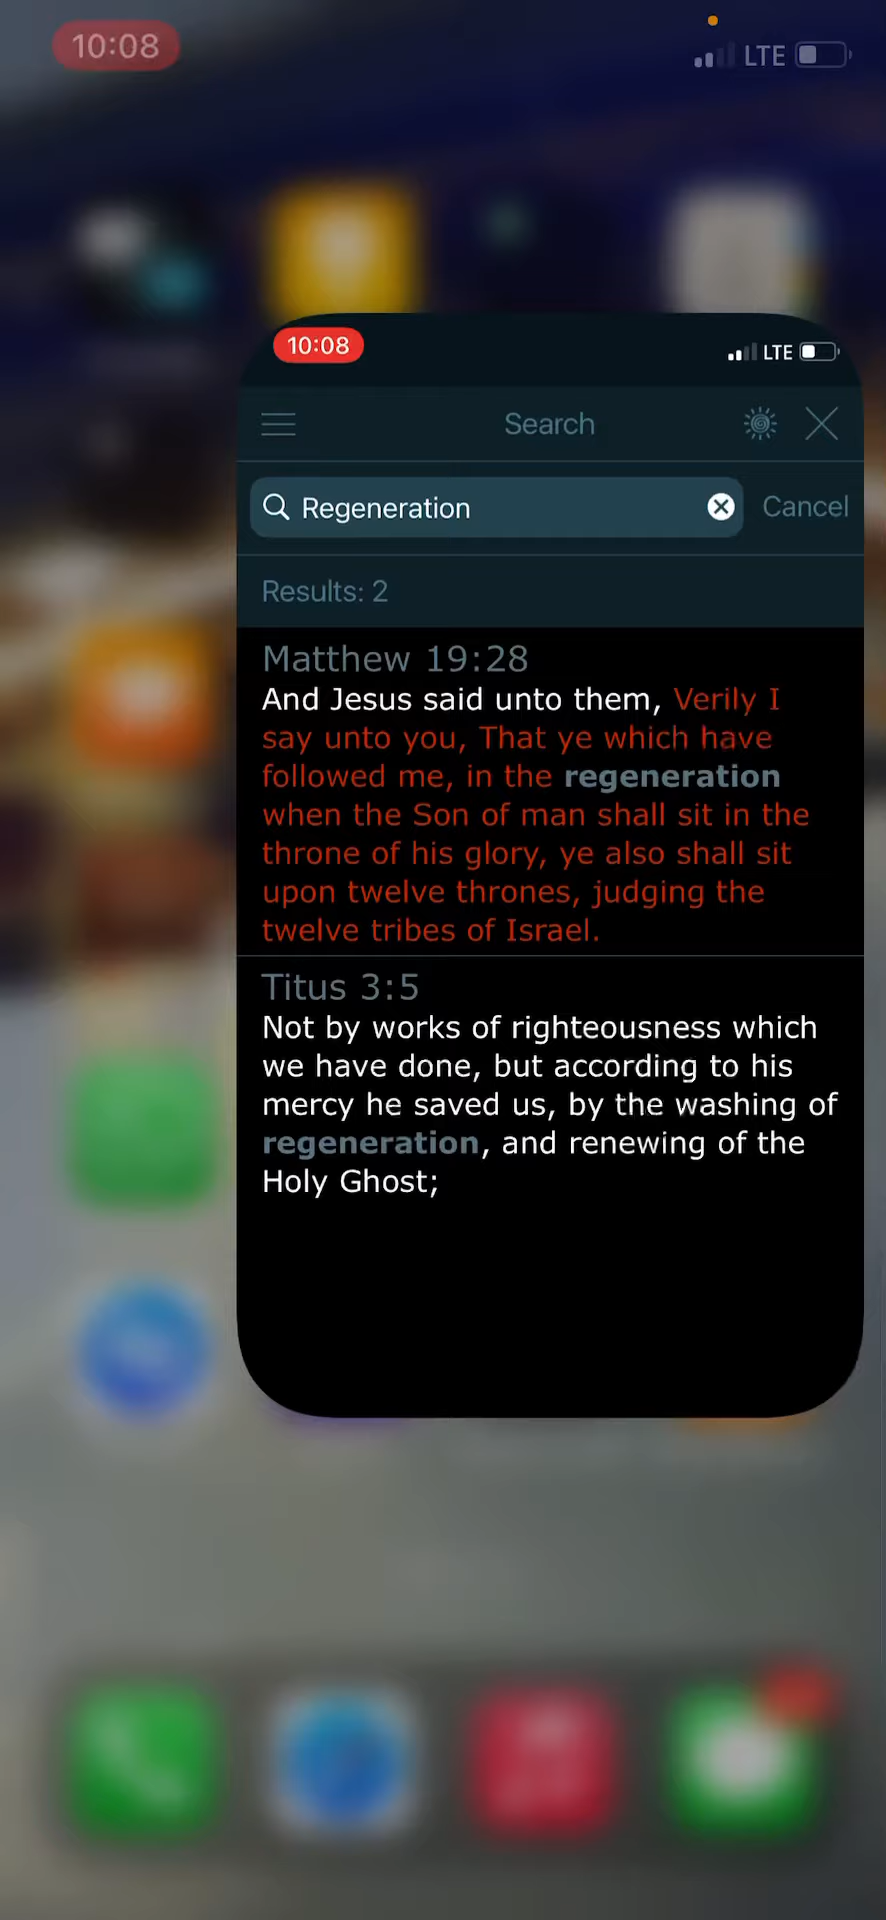 10:08
LTE
10:08
LTE
Search
Regeneration
Cancel
Results: 2
Matthew 19:28
And Jesus said unto them, Verily I
say unto you, That ye which have
followed me, in the regeneration
when the Son of man shall sit in the
throne of his glory, ye also shall sit
upon twelve thrones, judging the
twelve tribes of Israel.
Titus 3:5
Not by works of righteousness which
we have done, but according to his
mercy he saved us, by the washing of
regeneration, and renewing of the
Holy Ghost;